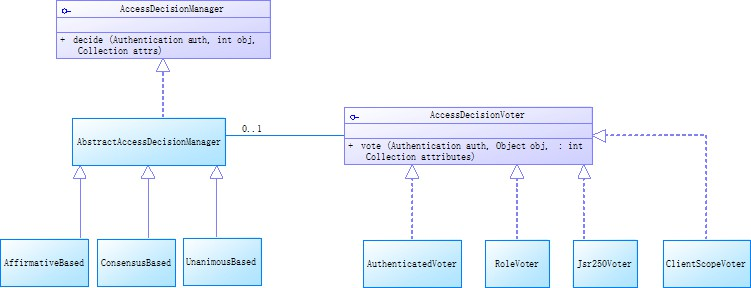 AccessDecisionManager
+ decide (Authentication auth, int obj,
Collection attrs)
AbstractAccessDecisionManager
0..1
AccessDecisionVoter
+ vote (Authentication auth, Object obj, : int
Collection attributes)
AffirmativeBased
ConsensusBased
UnanimousBased
AuthenticatedVoter
RoleVoter
Jsr250Voter
ClientScopeVoter